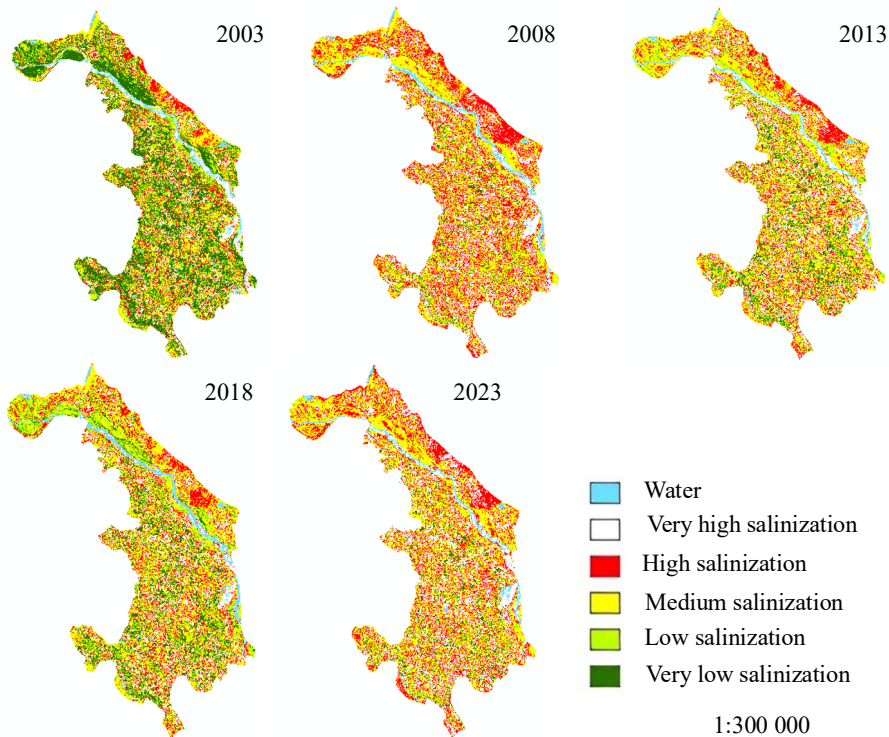 2003
2008
2013
2018
2023
Water
Very high salinization
High salinization
Medium salinization
Low salinization
Very low salinization
1:300 000